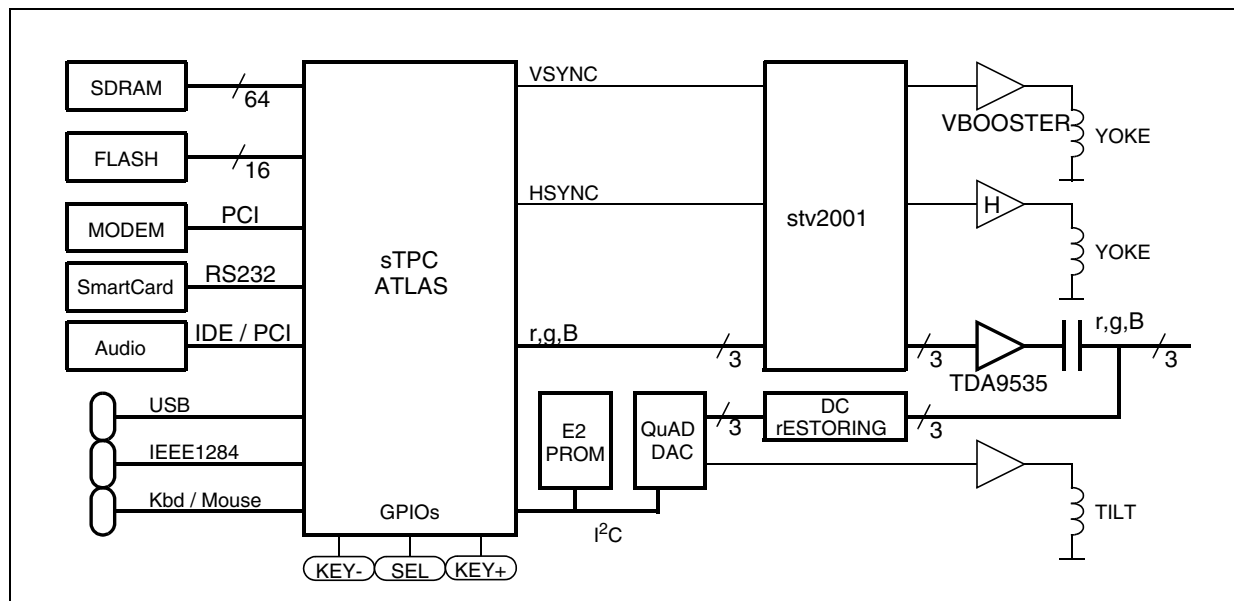 SDRAM
64
FLASH
16
MODEM
PCI
SmartCard
RS232
Audio
IDE / PCI
USB
IEEE1284
Kbd / Mouse
sTPC
ATLAS
GPIOs
KEY-
SEL
KEY+
VSYNC
HSYNC
r,g,B
3
stv2001
VBOOSTER
YOKE
H
YOKE
3
TDA9535
r,g,B
3
E2
PROM
QuAD
DAC
3
DC
rESTORING
3
I²C
TILT